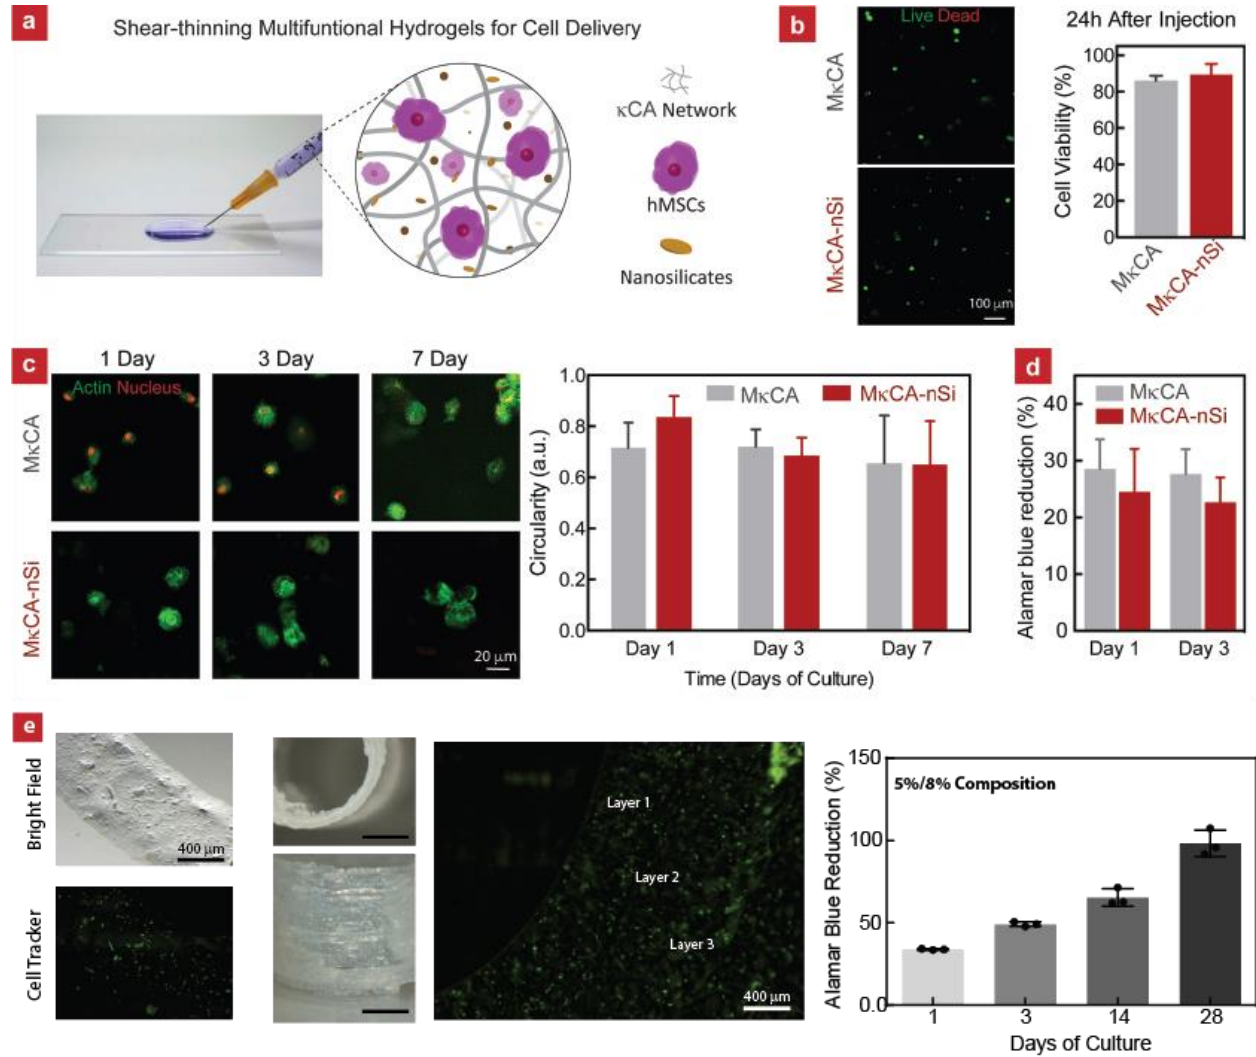 a
Shear-thinning Multifuntional Hydrogels for Cell Delivery
κCA Network
hMSCs
Nanosilicates
b
Live Dead
MκCA
MκCA-nSi
100 μm
24h After Injection
Cell Viability (%)
100
80
60
40
20
0
MκCA
MκCA-nSi
c
1 Day
3 Day
7 Day
Actin Nucleus
MκCA
MκCA-nSi
20 μm
Circularity (a.u.)
1.0
0.8
0.6
0.4
0.2
0.0
MκCA
MκCA-nSi
Day 1
Day 3
Day 7
Time (Days of Culture)
d
Alamar blue reduction (%)
40
30
20
10
0
MκCA
MκCA-nSi
Day 1
Day 3
e
Bright Field
400 μm
Cell Tracker
Layer 1
Layer 2
Layer 3
400 μm
Alamar Blue Reduction (%)
150
100
50
0.0
5%/8% Composition
1
3
14
28
Days of Culture